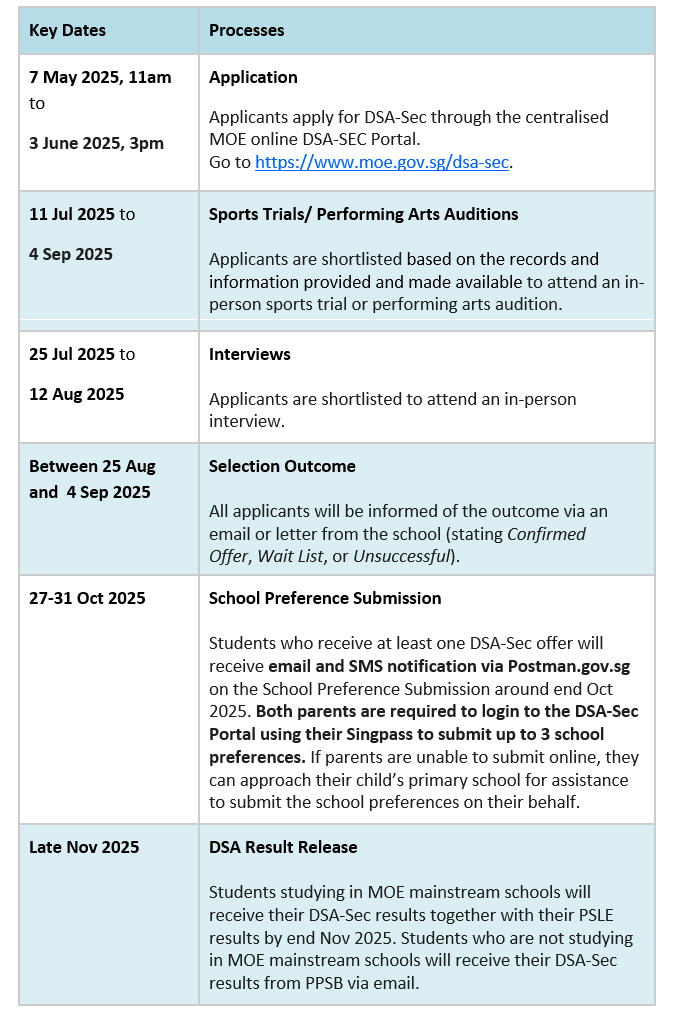 Key Dates
Processes
7 May 2025, 11am
to
3 June 2025, 3pm
Application
Applicants apply for DSA-Sec through the centralised
MOE online DSA-SEC Portal.
Go to https://www.moe.gov.sg/dsa-sec.
11 Jul 2025 to
4 Sep 2025
Sports Trials/ Performing Arts Auditions
Applicants are shortlisted based on the records and
information provided and made available to attend an in-
person sports trial or performing arts audition.
25 Jul 2025 to
12 Aug 2025
Interviews
Applicants are shortlisted to attend an in-person
interview.
Between 25 Aug
and  4 Sep 2025
Selection Outcome
All applicants will be informed of the outcome via an
email or letter from the school (stating Confirmed
Offer, Wait List, or Unsuccessful).
27-31 Oct 2025
School Preference Submission
Students who receive at least one DSA-Sec offer will
receive email and SMS notification via Postman.gov.sg
on the School Preference Submission around end Oct
2025. Both parents are required to login to the DSA-Sec
Portal using their Singpass to submit up to 3 school
preferences. If parents are unable to submit online, they
can approach their child’s primary school for assistance
to submit the school preferences on their behalf.
Late Nov 2025
DSA Result Release
Students studying in MOE mainstream schools will
receive their DSA-Sec results together with their PSLE
results by end Nov 2025. Students who are not studying
in MOE mainstream schools will receive their DSA-Sec
results from PPSB via email.